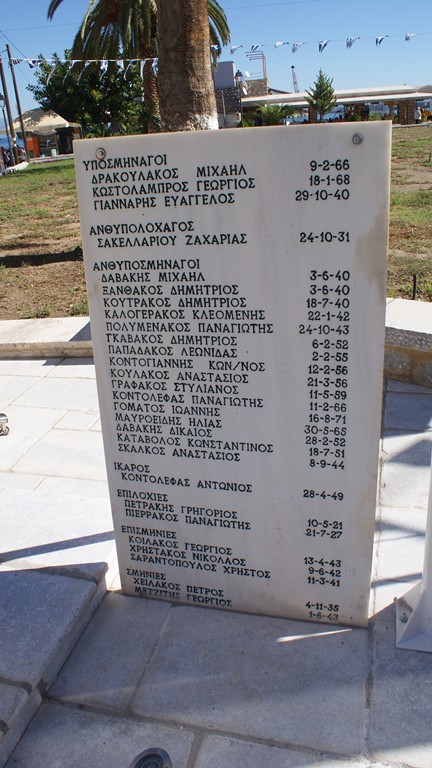 ΥΠΟΣΜΗΝΑΓΟΙ
ΔΡΑΚΟΥΛΑΚΟΣ ΜΙΧΑΗΛ 9-2-66
ΚΩΣΤΟΛΑΜΠΡΟΣ ΓΕΩΡΓΙΟΣ 18-1-68
ΓΙΑΝΝΑΡΗΣ ΕΥΑΓΓΕΛΟΣ 29-10-40
ΑΝΘΥΠΟΛΟΧΑΓΟΣ
ΣΑΚΕΛΛΑΡΙΟΥ ΖΑΧΑΡΙΑΣ 24-10-31
ΑΝΘΥΠΟΣΜΗΝΑΓΟΙ
ΔΑΒΑΚΗΣ ΜΙΧΑΗΛ 3-6-40
ΞΑΝΘΑΚΟΣ ΔΗΜΗΤΡΙΟΣ 3-6-40
ΚΟΥΤΡΑΚΟΣ ΔΗΜΗΤΡΙΟΣ 18-7-40
ΚΑΛΟΓΕΡΑΚΟΣ ΚΛΕΟΜΕΝΗΣ 22-1-42
ΠΟΛΥΜΕΝΑΚΟΣ ΠΑΝΑΓΙΩΤΗΣ 24-10-43
ΓΚΑΒΑΚΟΣ ΔΗΜΗΤΡΙΟΣ 6-2-52
ΠΑΠΑΔΑΚΟΣ ΛΕΩΝΙΔΑΣ 2-2-55
ΚΟΝΤΟΓΙΑΝΝΗΣ ΚΩΝ/ΝΟΣ 12-2-56
ΚΟΥΛΑΚΟΣ ΑΝΑΣΤΑΣΙΟΣ 21-3-56
ΓΡΑΦΑΚΟΣ ΣΤΥΛΙΑΝΟΣ 11-5-59
ΚΟΝΤΟΛΕΦΑΣ ΠΑΝΑΓΙΩΤΗΣ 11-2-66
ΓΟΜΑΤΟΣ ΙΩΑΝΝΗΣ 16-8-71
ΜΑΥΡΟΕΙΔΗΣ ΗΛΙΑΣ 30-5-65
ΔΑΒΑΚΗΣ ΔΙΚΑΙΟΣ 28-2-52
ΚΑΤΑΒΟΛΟΣ ΚΩΝΣΤΑΝΤΙΝΟΣ 18-7-51
ΣΚΑΛΚΟΣ ΑΝΑΣΤΑΣΙΟΣ 8-9-44
ΙΚΑΡΟΣ
ΚΟΝΤΟΛΕΦΑΣ ΑΝΤΩΝΙΟΣ 28-4-49
ΕΠΙΛΟΧΙΕΣ
ΠΕΤΡΑΚΗΣ ΓΡΗΓΟΡΙΟΣ 10-5-21
ΠΙΕΡΡΑΚΟΣ ΠΑΝΑΓΙΩΤΗΣ 21-7-27
ΕΠΙΣΜΗΝΙΕΣ
ΚΟΙΛΑΚΟΣ ΓΕΩΡΓΙΟΣ 13-4-43
ΧΡΗΣΤΑΚΟΣ ΝΙΚΟΛΑΟΣ 9-6-42
ΣΑΡΑΝΤΟΠΟΥΛΟΣ ΧΡΗΣΤΟΣ 11-3-41
ΣΜΗΝΙΕΣ
ΧΕΙΛΑΚΟΣ ΠΕΤΡΟΣ 4-11-35
ΜΕΤΖΙΤΗΣ ΓΕΩΡΓΙΟΣ 1-6-43